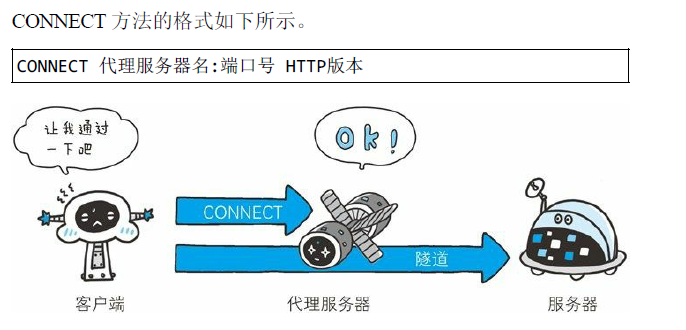 CONNECT 方法的格式如下所示。
CONNECT 代理服务器名:端口号 HTTP版本
让我通过
一下吧
Ok!
CONNECT
隧道
客户端
代理服务器
服务器